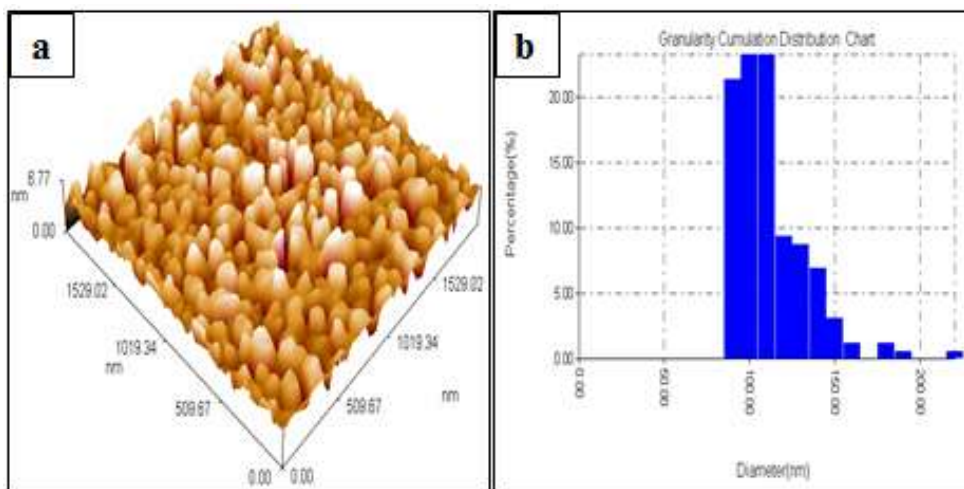 a
8.77
nm
0.00
1529.02
1019.34
nm
509.67
0.00
0.00
509.67
nm
1019.34
1529.02
b
Granularity Cumulation Distribution Chart
Percentage(%)
20.00
15.00
10.00
5.00
0.00
0.00
50.00
100.00
150.00
200.00
Diameter(nm)